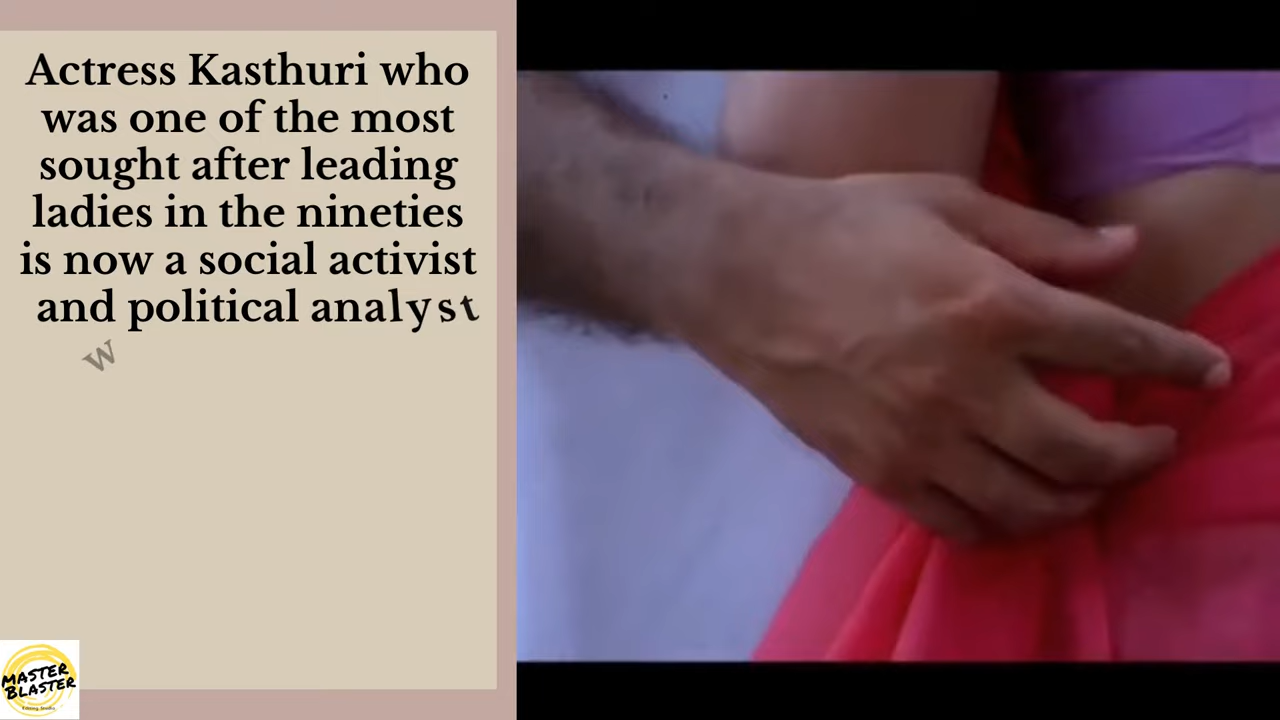 Actress Kasthuri who
was one of the most
sought after leading
ladies in the nineties
is now a social activist
and political analyst
w
MASTER
BLASTER